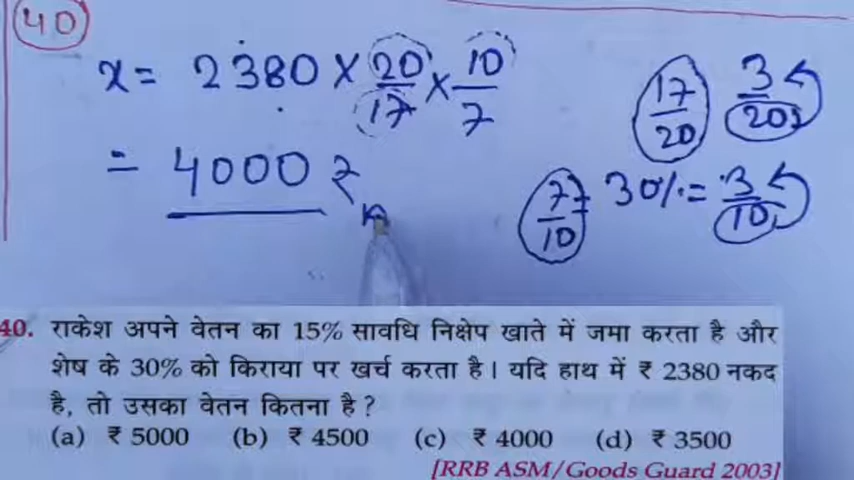 40
x = 2380 × 20/17 × 10/7
17/20 3/20
= 4000 ₹
7/10 30% = 3/10
40. राकेश अपने वेतन का 15% सावधि निक्षेप खाते में जमा करता है और
शेष के 30% को किराया पर खर्च करता है। यदि हाथ में ₹ 2380 नकद
है, तो उसका वेतन कितना है?
(a) ₹ 5000 (b) ₹ 4500 (c) ₹ 4000 (d) ₹ 3500
[RRB ASM/Goods Guard 2003]